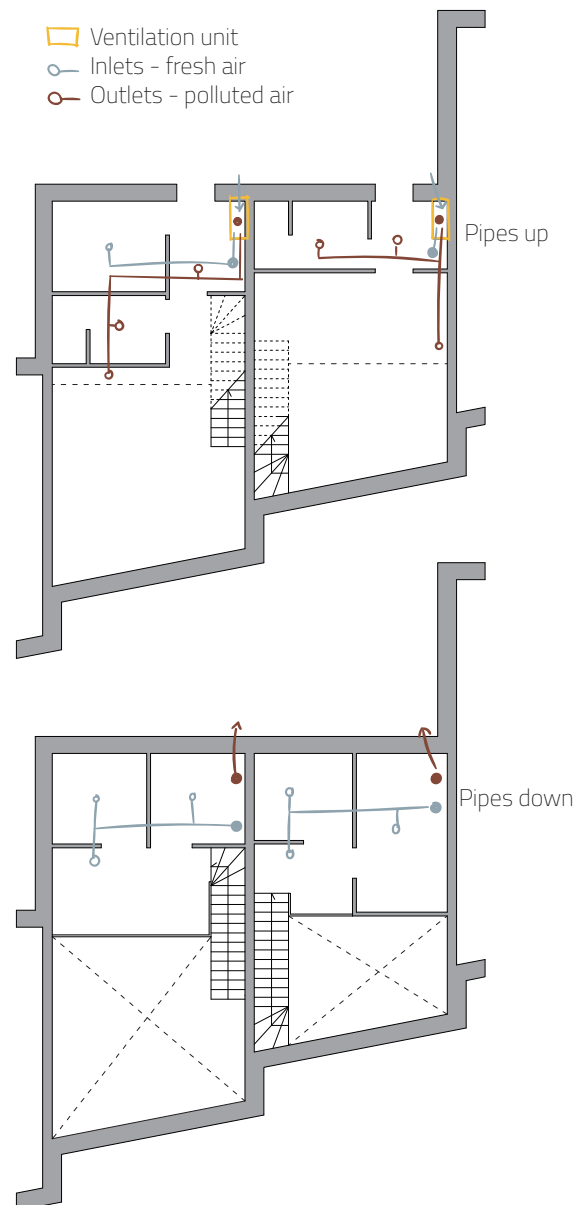 Ventilation unit
Inlets - fresh air
Outlets - polluted air
Pipes up
Pipes down